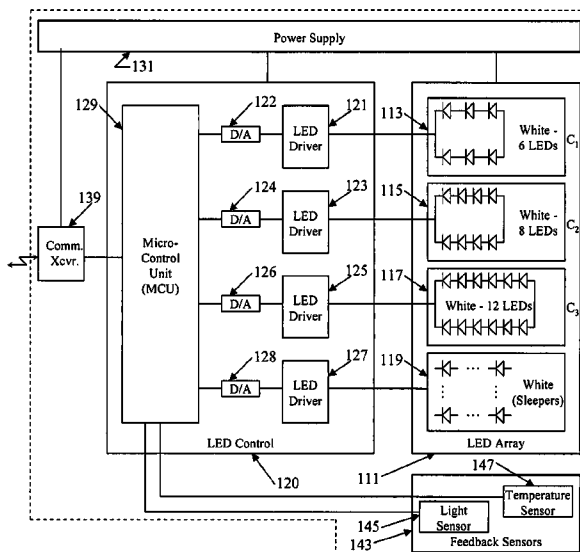 Power Supply
131
129
122
121
113
D/A
LED
Driver
White -
6 LEDs
C1
124
123
115
D/A
LED
Driver
White -
8 LEDs
C2
139
Comm.
Xcvr.
Micro-
Control
Unit
(MCU)
126
125
117
D/A
LED
Driver
White - 12 LEDs
C3
128
127
119
D/A
LED
Driver
White
(Sleepers)
LED Control
LED Array
120
111
147
Temperature
Sensor
Light
Sensor
145
143
Feedback Sensors